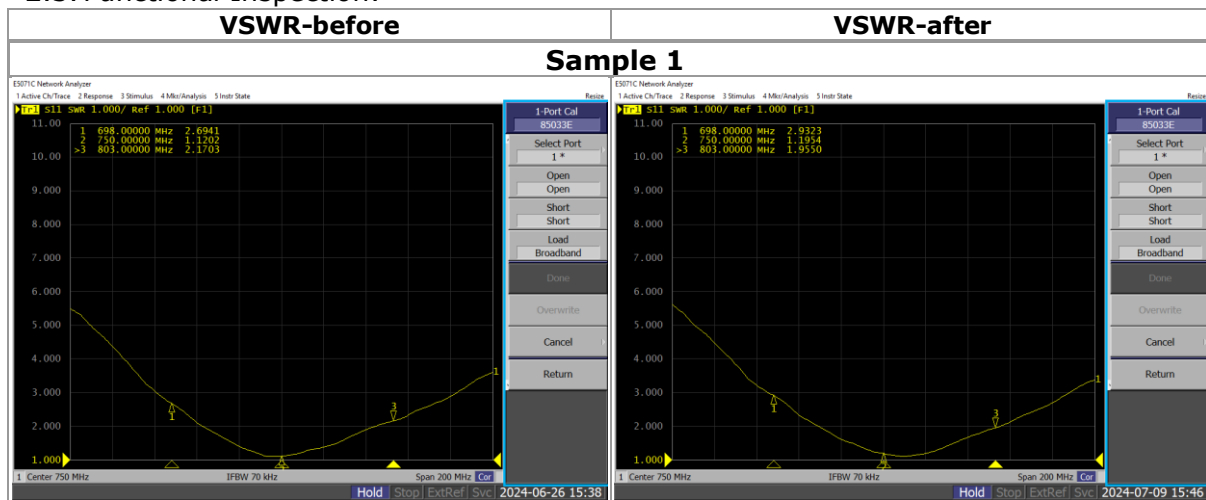 VSWR-before VSWR-after
Sample 1
E5071C Network Analyzer
1 Active Ch/Trace 2 Response 3 Stimulus 4 Mkr/Analysis 5 Instr State Resize
Tr1 S11 SWR 1.000/ Ref 1.000 [F1]
1 698.00000 MHz 2.6941
2 750.00000 MHz 1.1202
>3 803.00000 MHz 2.1703
11.00
10.00
9.000
8.000
7.000
6.000
5.000
4.000
3.000
2.000
1.000
1
1
3
1-Port Cal
85033E
Select Port
1 *
Open
Open
Short
Short
Load
Broadband
Done
Overwrite
Cancel
Return
1 Center 750 MHz IFBW 70 kHz Span 200 MHz Cor
Hold Stop ExtRef Svc 2024-06-26 15:38
E5071C Network Analyzer
1 Active Ch/Trace 2 Response 3 Stimulus 4 Mkr/Analysis 5 Instr State Resize
Tr1 S11 SWR 1.000/ Ref 1.000 [F1]
1 698.00000 MHz 2.9323
2 750.00000 MHz 1.1954
>3 803.00000 MHz 1.9550
11.00
10.00
9.000
8.000
7.000
6.000
5.000
4.000
3.000
2.000
1.000
1
1
3
1-Port Cal
85033E
Select Port
1 *
Open
Open
Short
Short
Load
Broadband
Done
Overwrite
Cancel
Return
1 Center 750 MHz IFBW 70 kHz Span 200 MHz Cor
Hold Stop ExtRef Svc 2024-07-09 15:46